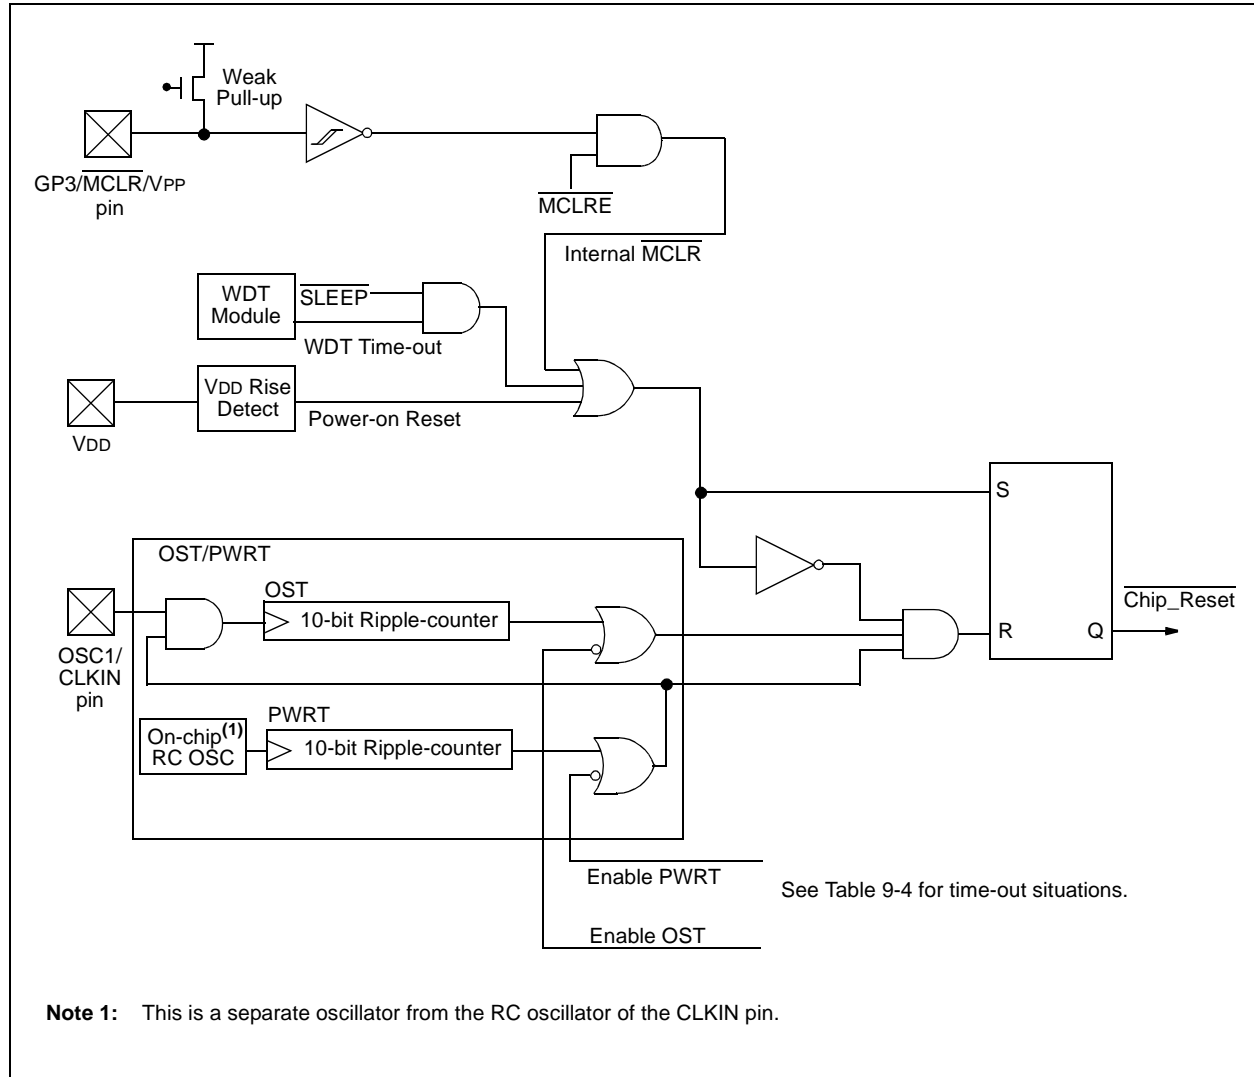 Weak
Pull-up
GP3/MCLR/VPP
pin
MCLRE
Internal MCLR
WDT
Module
SLEEP
WDT Time-out
VDD Rise
Detect
Power-on Reset
VDD
S
OST/PWRT
OST
10-bit Ripple-counter
Chip_Reset
R
Q
OSC1/
CLKIN
pin
PWRT
On-chip(1)
RC OSC
10-bit Ripple-counter
Enable PWRT
See Table 9-4 for time-out situations.
Enable OST
Note 1: This is a separate oscillator from the RC oscillator of the CLKIN pin.